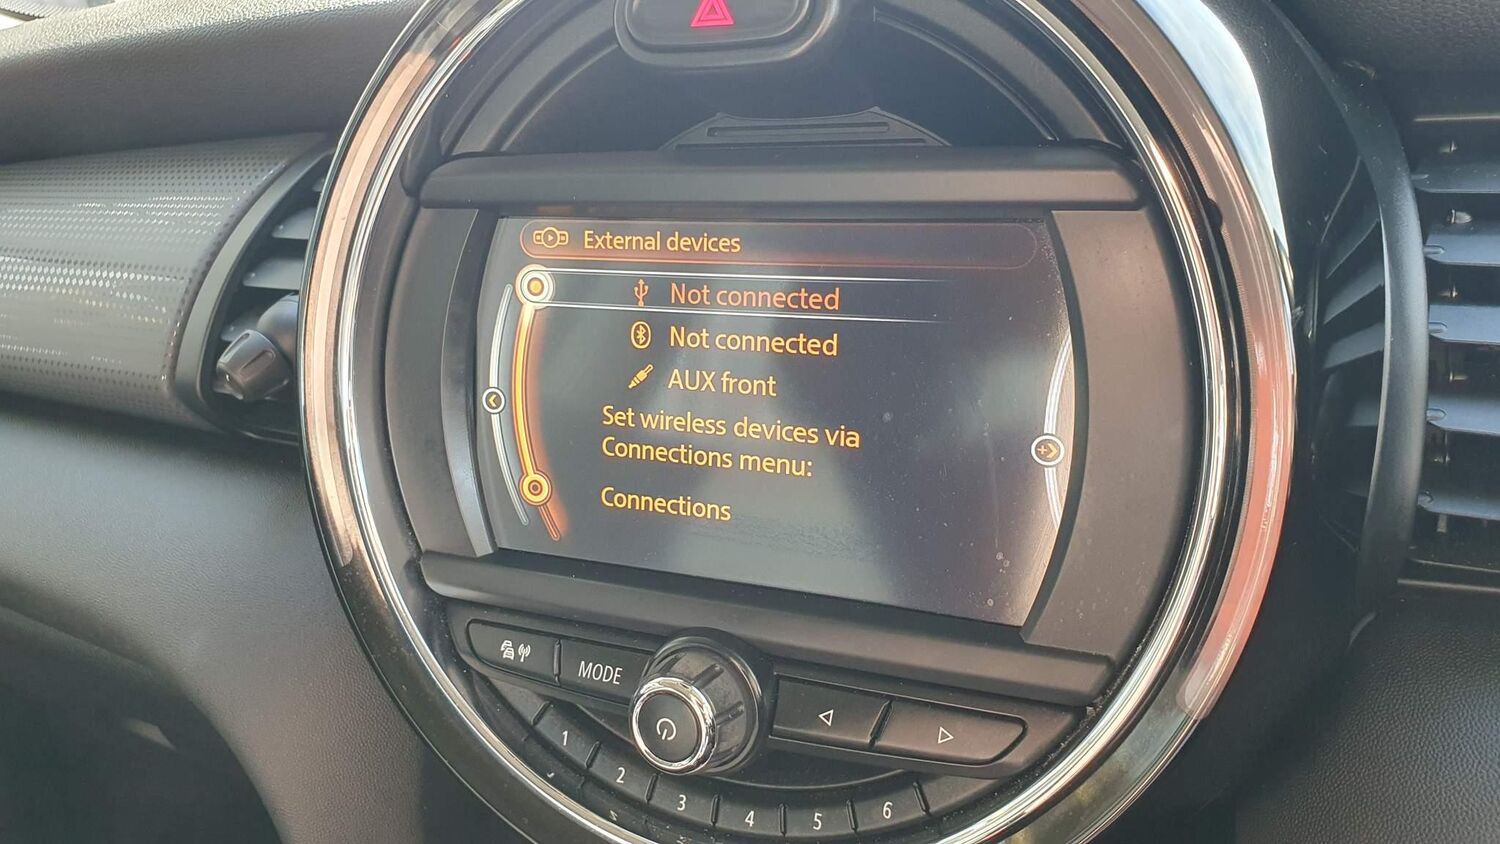 External devices
Not connected
Not connected
AUX front
Set wireless devices via
Connections menu:
Connections
MODE
1
2
3
4
5
6